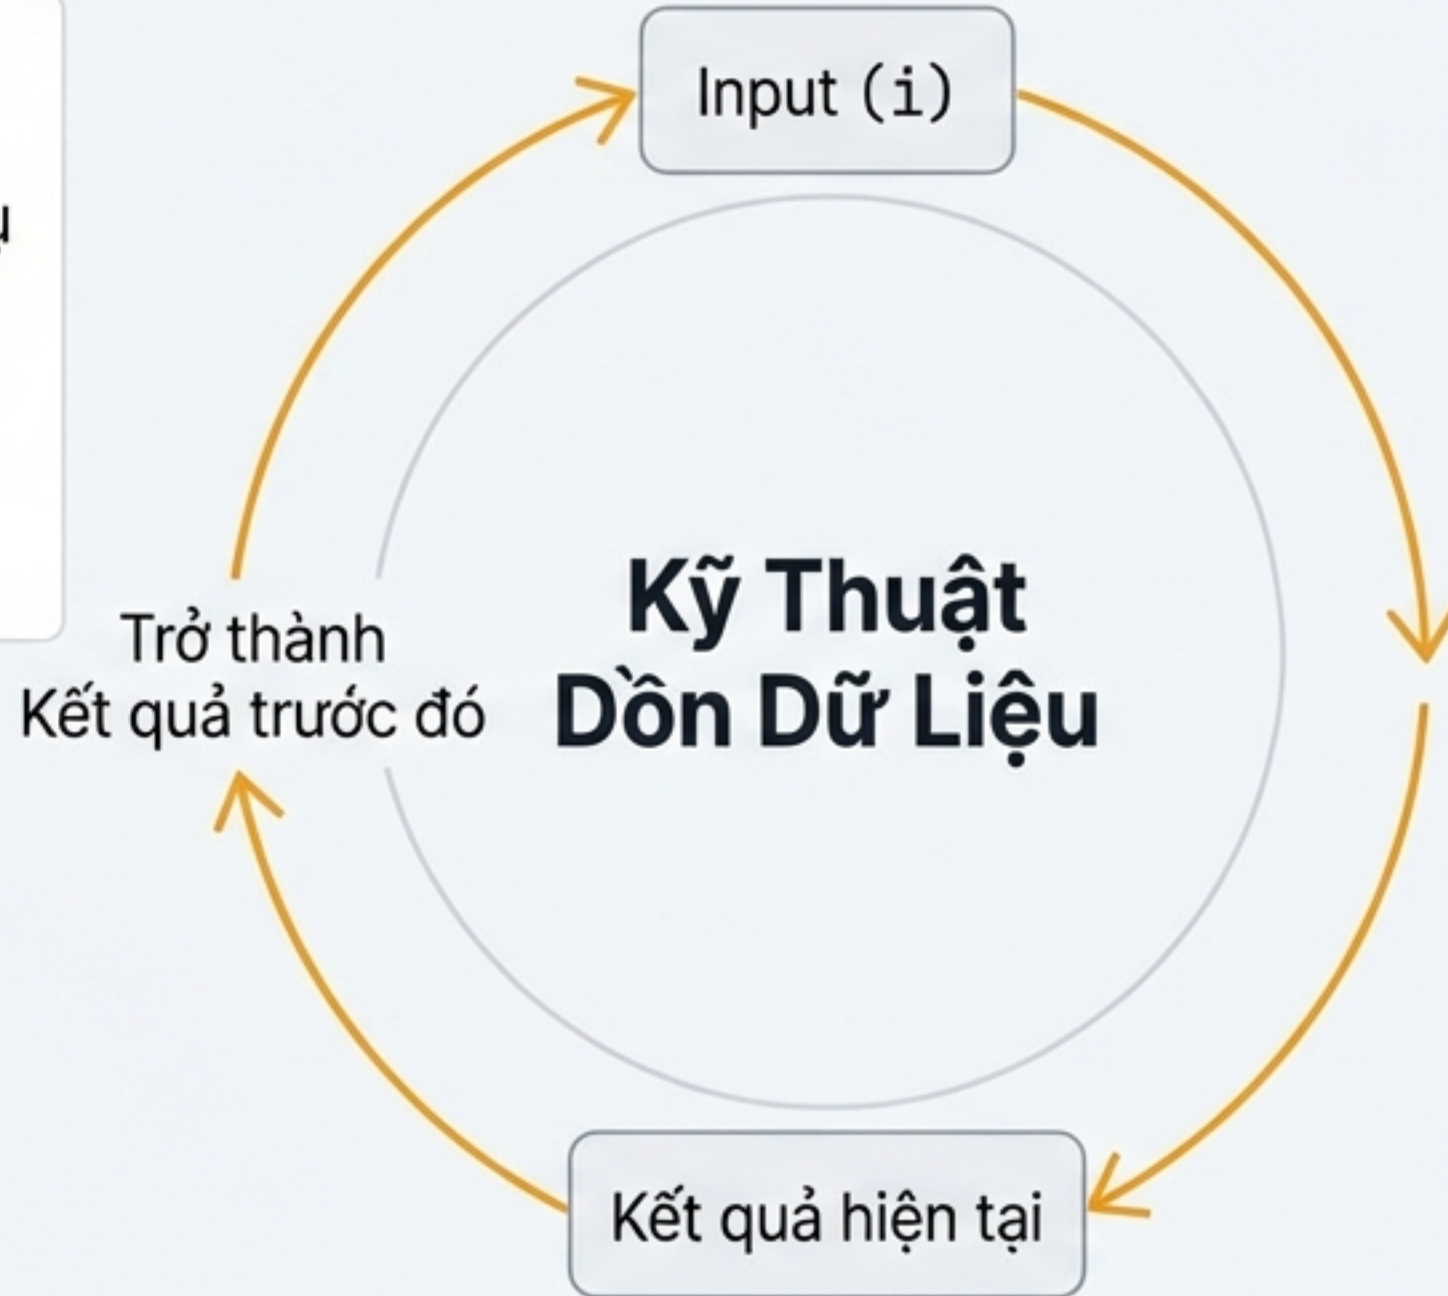 Input (i)
Kỹ Thuật
Dồn Dữ Liệu
Trở thành
Kết quả trước đó
Kết quả hiện tại